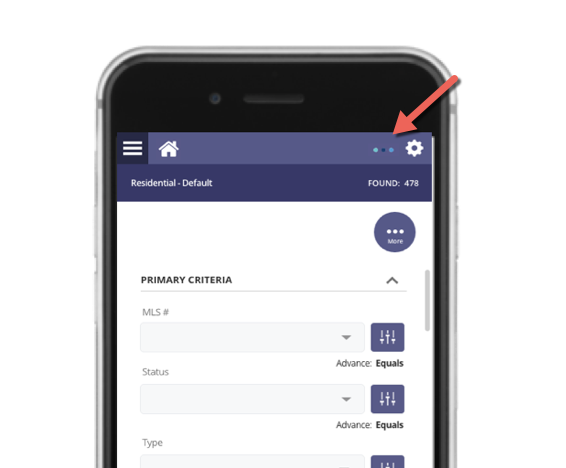 Residential - Default
FOUND: 478
More
PRIMARY CRITERIA
MLS #
Advance: Equals
Status
Advance: Equals
Type